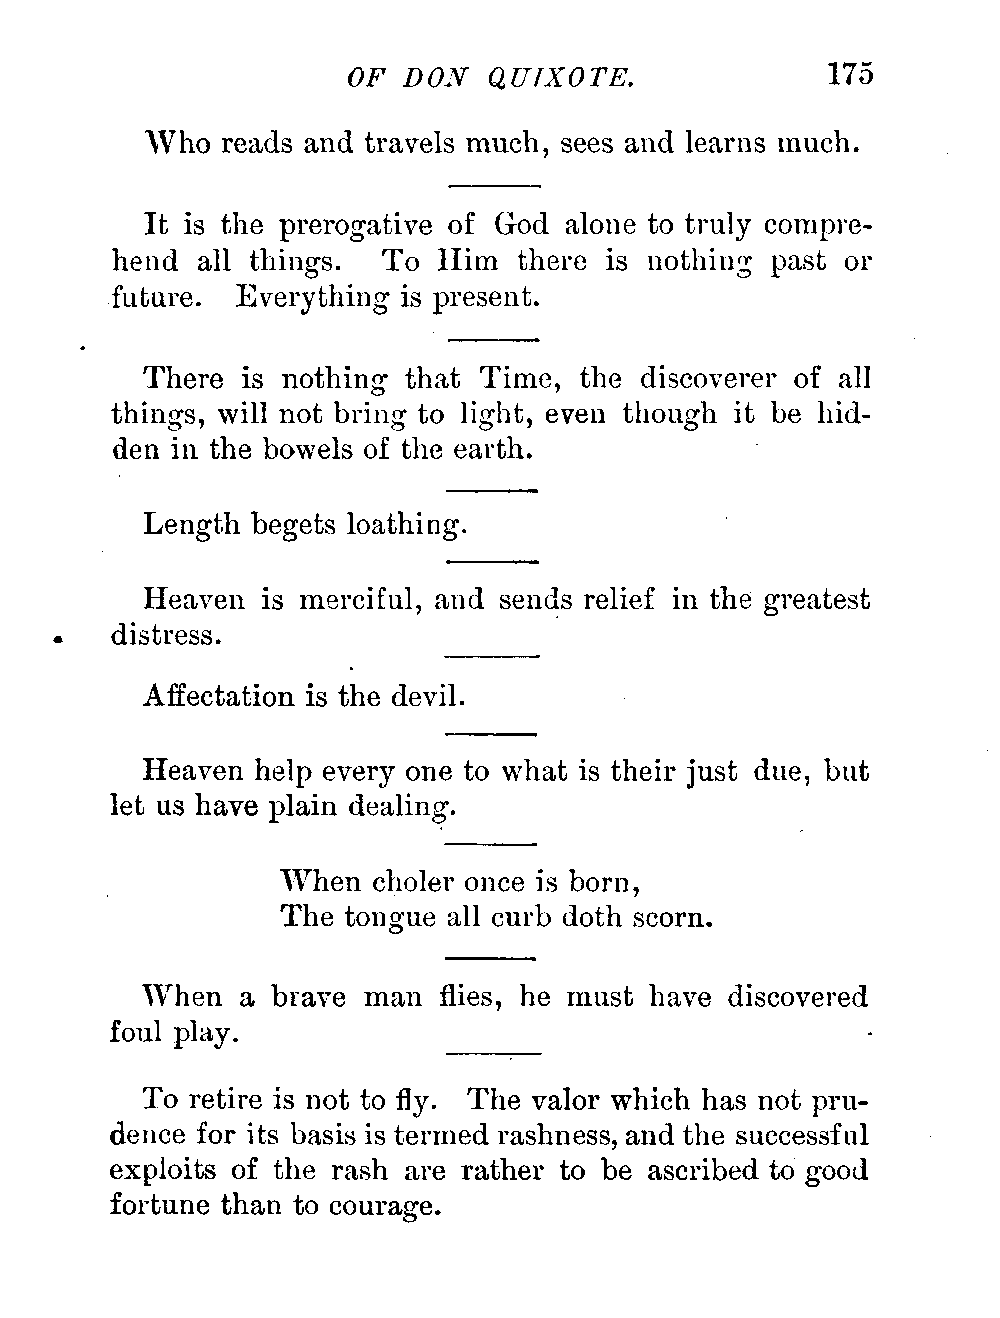 OF DON QUIXOTE. 175
Who reads and travels much, sees and learns much.
It is the prerogative of God alone to truly compre-
hend all things. To Him there is nothing past or
future. Everything is present.
There is nothing that Time, the discoverer of all
things, will not bring to light, even though it be hid-
den in the bowels of the earth.
Length begets loathing.
Heaven is merciful, and sends relief in the greatest
distress.
Affectation is the devil.
Heaven help every one to what is their just due, but
let us have plain dealing.
When choler once is born,
The tongue all curb doth scorn.
When a brave man flies, he must have discovered
foul play.
To retire is not to fly. The valor which has not pru-
dence for its basis is termed rashness, and the successful
exploits of the rash are rather to be ascribed to good
fortune than to courage.